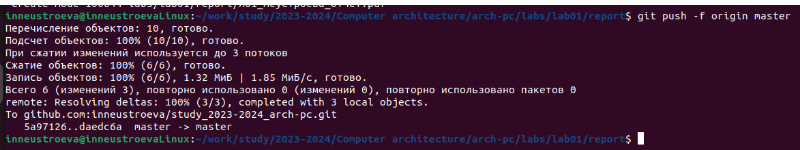 inneustroeva@inneustroevaLinux:~/work/study/2023-2024/Computer architecture/arch-pc/labs/lab01/report$ git push -f origin master
Перечисление объектов: 10, готово.
Подсчет объектов: 100% (10/10), готово.
При сжатии изменений используется до 3 потоков
Сжатие объектов: 100% (6/6), готово.
Запись объектов: 100% (6/6), 1.32 МиБ | 1.85 МиБ/с, готово.
Всего 6 (изменений 3), повторно использовано 0 (изменений 0), повторно использовано пакетов 0
remote: Resolving deltas: 100% (3/3), completed with 3 local objects.
To github.com:inneustroeva/study_2023-2024_arch-pc.git
   5a97126..daedc6a  master -> master
inneustroeva@inneustroevaLinux:~/work/study/2023-2024/Computer architecture/arch-pc/labs/lab01/report$